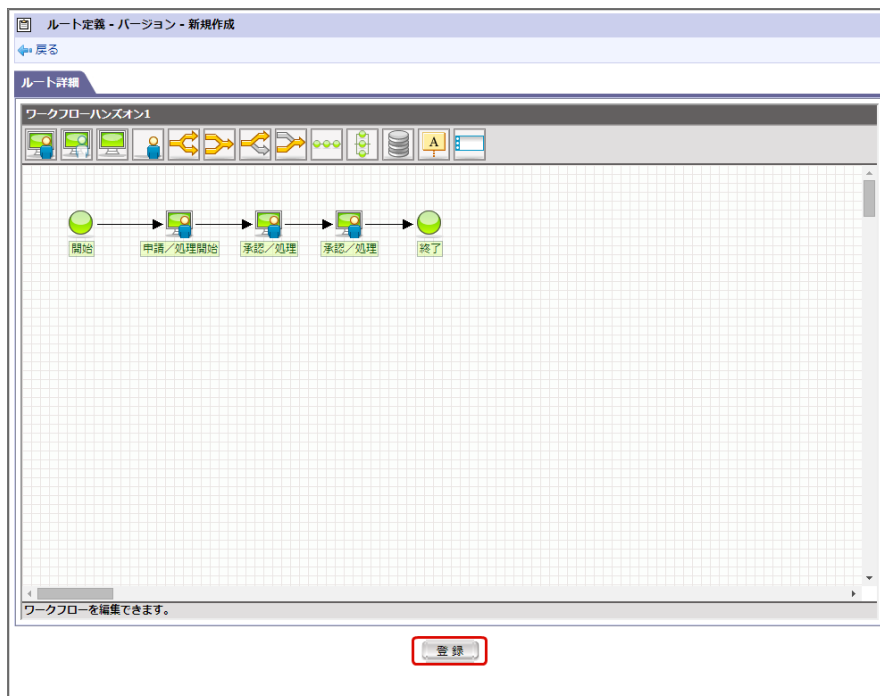 ルート定義 - バージョン - 新規作成
戻る
ルート詳細
ワークフローハンズオン1
A
開始 申請／処理開始 承認／処理 承認／処理 終了
ワークフローを編集できます。
登録